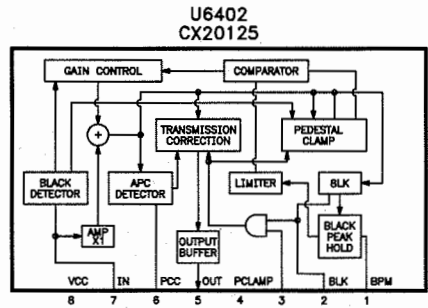 U6402
CX20125
GAIN CONTROL
COMPARATOR
+
TRANSMISSION
CORRECTION
PEDESTAL
CLAMP
BLACK
DETECTOR
APC
DETECTOR
LIMITER
BLK
AMP
X1
OUTPUT
BUFFER
BLACK
PEAK
HOLD
VCC IN PCC OUT PCLAMP BLK BPM
8 7 6 5 4 3 2 1